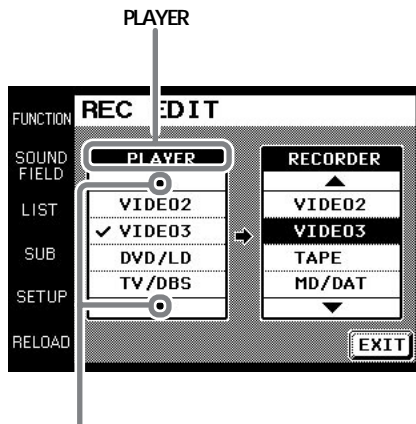 PLAYER
REC EDIT
FUNCTION
SOUND FIELD
LIST
SUB
SETUP
RELOAD
PLAYER
VIDEO2
✓ VIDEO3
DVD/LD
TV/DBS
RECORDER
VIDEO2
VIDEO3
TAPE
MD/DAT
EXIT